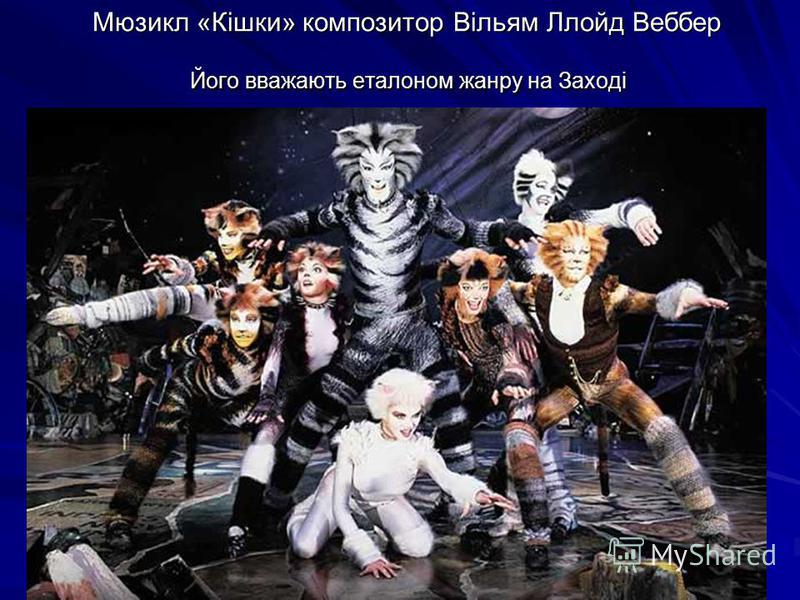 Мюзикл «Кішки» композитор Вільям Ллойд Веббер
Його вважають еталоном жанру на Заході
MyShared